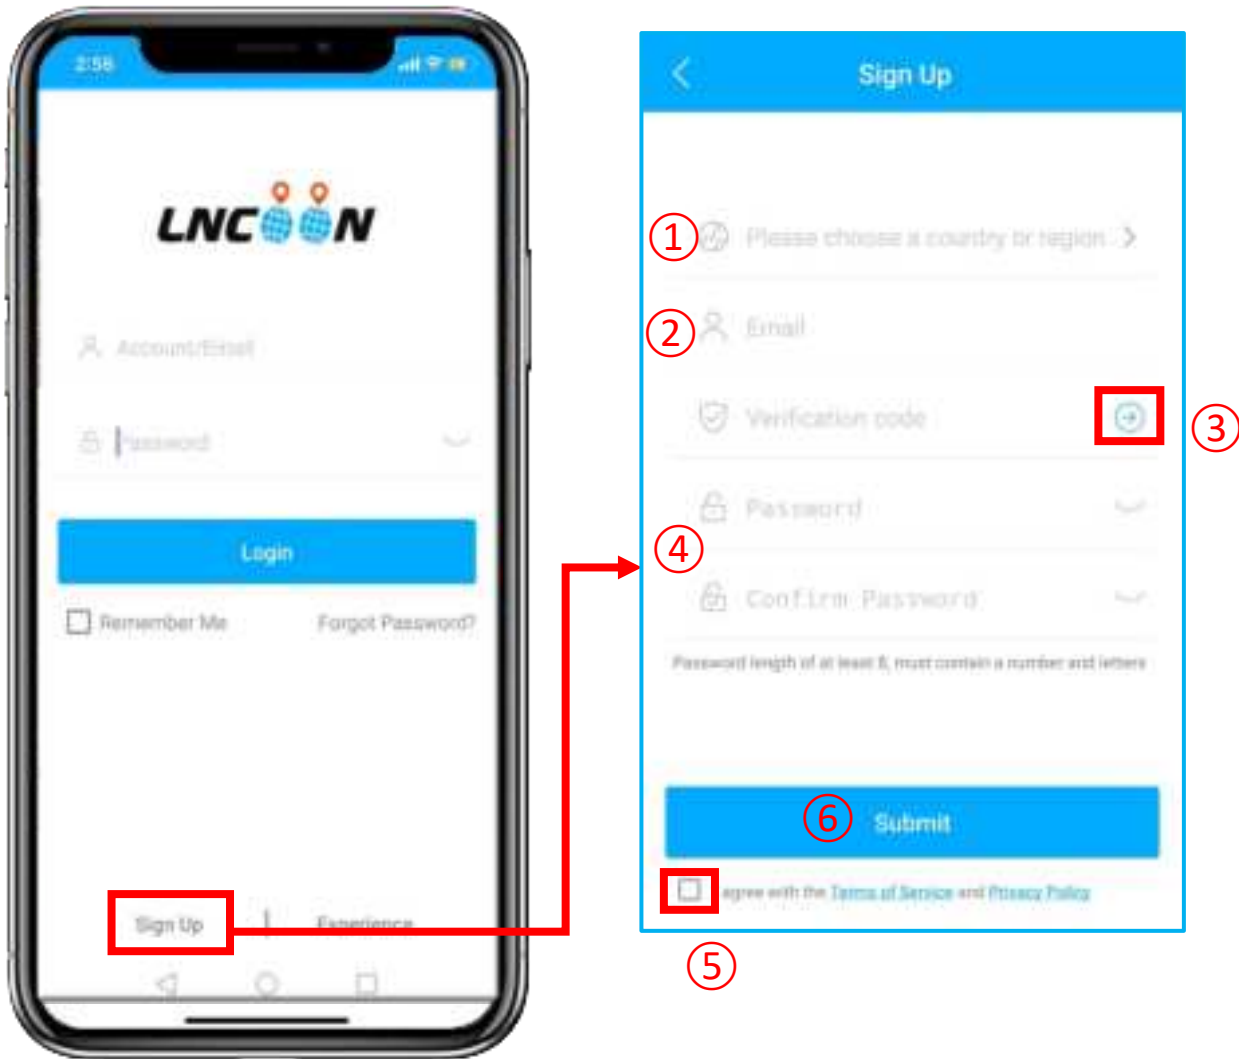 2:58
LNCOON
Account/Email
Password
Login
Remember Me
Forgot Password?
Sign Up | Experience
Sign Up
① Please choose a country or region
② Email
Verification code
③
Password
④
Confirm Password
Password length of at least 8, must contain a number and letters
⑥ Submit
agree with the Terms of Service and Privacy Policy
⑤